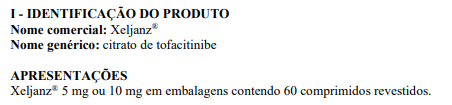 I - IDENTIFICAÇÃO DO PRODUTO
Nome comercial: Xeljanz®
Nome genérico: citrato de tofacitinibe
APRESENTAÇÕES
Xeljanz® 5 mg ou 10 mg em embalagens contendo 60 comprimidos revestidos.